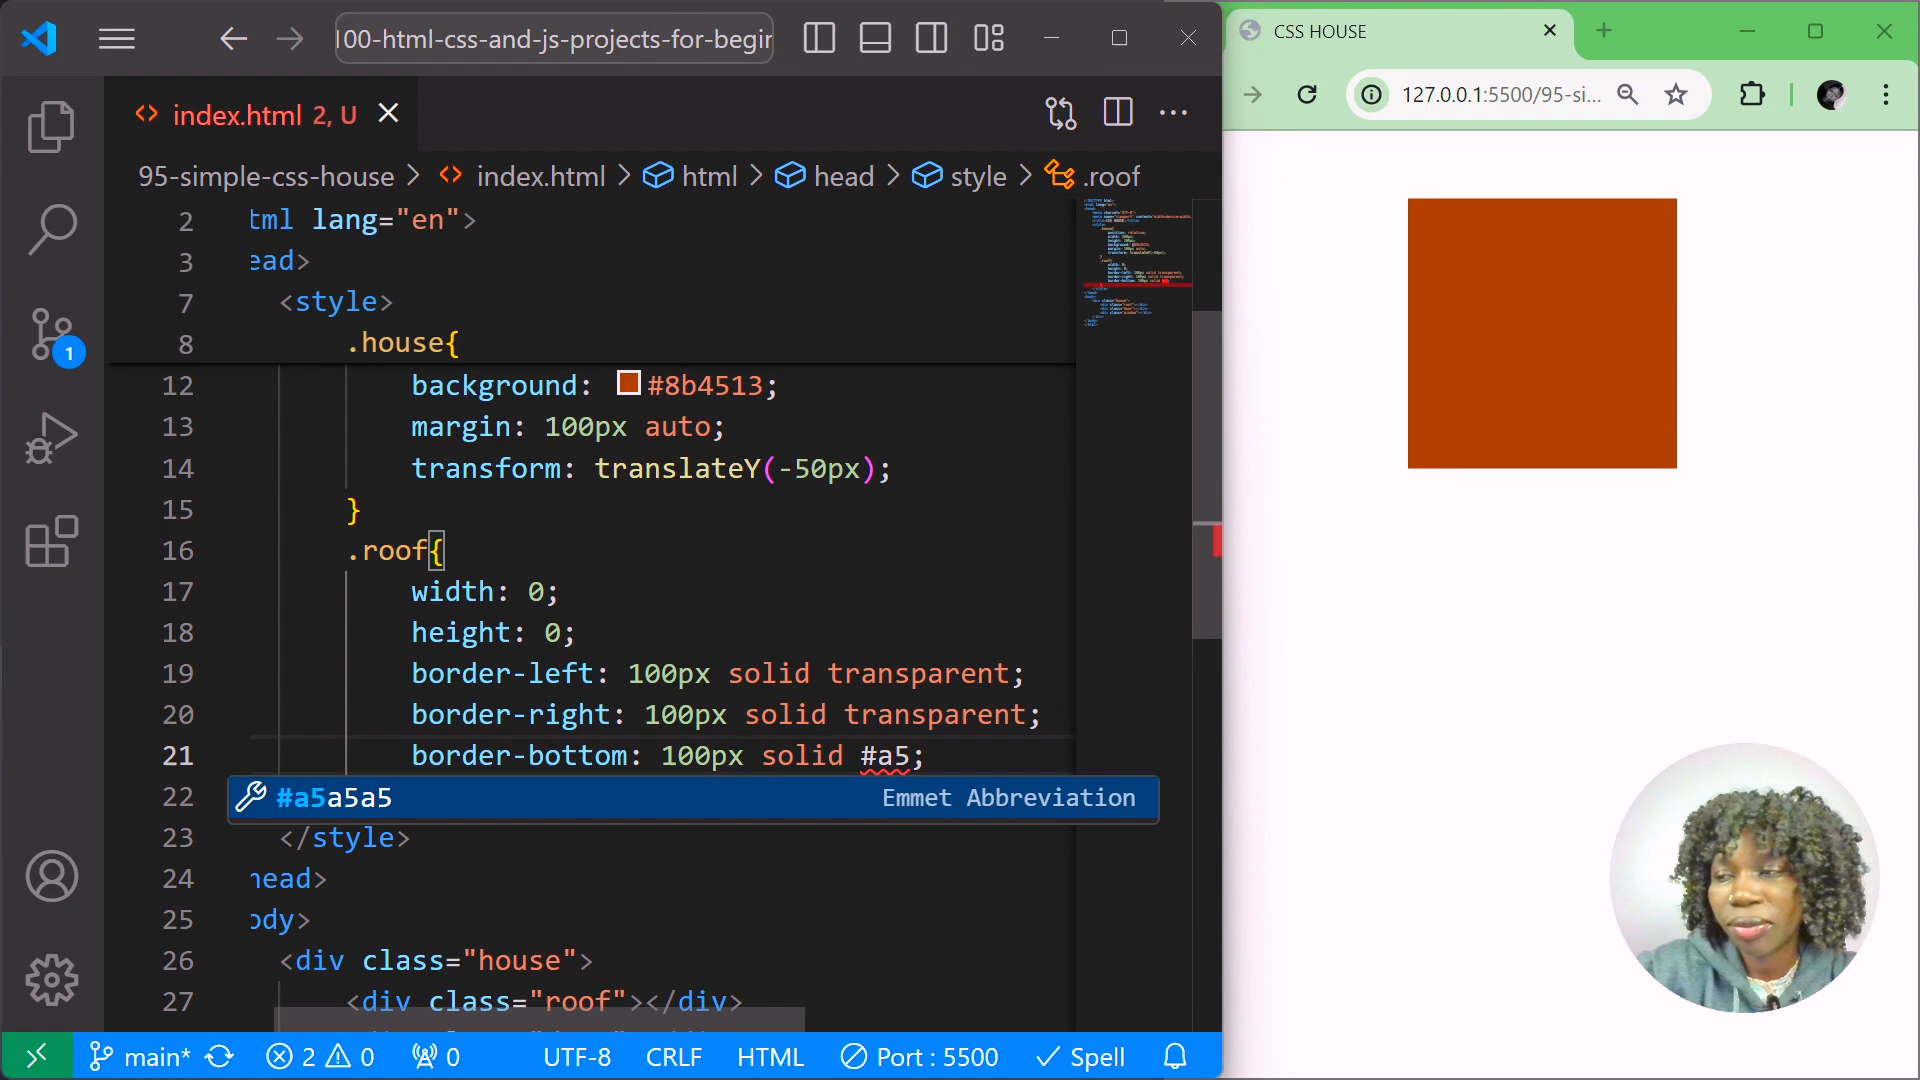 100-html-css-and-js-projects-for-begin
CSS HOUSE
127.0.0.1:5500/95-si...
index.html 2, U
95-simple-css-house > index.html > html > head > style > .roof
2 tml lang="en">
3 ead>
7 <style>
8 .house{
12 background: #8b4513;
13 margin: 100px auto;
14 transform: translateY(-50px);
15 }
16 .roof{
17 width: 0;
18 height: 0;
19 border-left: 100px solid transparent;
20 border-right: 100px solid transparent;
21 border-bottom: 100px solid #a5;
22 #a5a5a5 Emmet Abbreviation
23 </style>
24 head>
25 ody>
26 <div class="house">
27 <div class="roof"></div>
1
main* 2 0 0 UTF-8 CRLF HTML Port : 5500 Spell